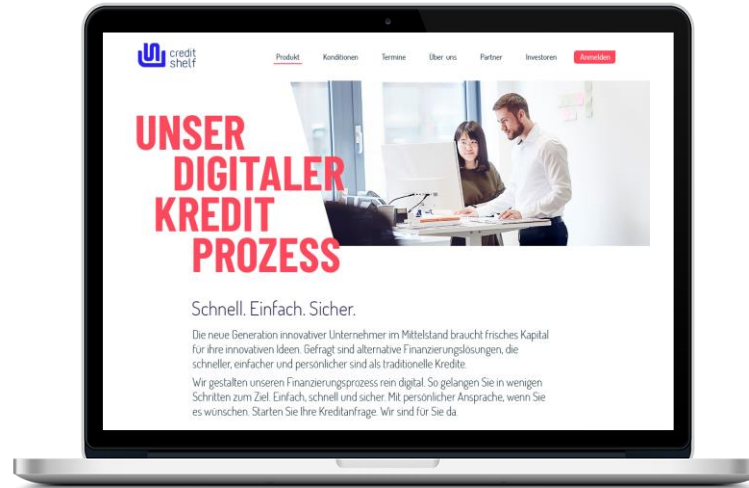 credit
shelf
Produkt Konditionen Termine Über uns Partner Investoren Anmelden
UNSER
DIGITALER
KREDIT
PROZESS
Schnell. Einfach. Sicher.
Die neue Generation innovativer Unternehmer im Mittelstand braucht frisches Kapital
für ihre innovativen Ideen. Gefragt sind alternative Finanzierungslösungen, die
schneller, einfacher und persönlicher sind als traditionelle Kredite.
Wir gestalten unseren Finanzierungsprozess rein digital. So gelangen Sie in wenigen
Schritten zum Ziel. Einfach, schnell und sicher. Mit persönlicher Ansprache, wenn Sie
es wünschen. Starten Sie Ihre Kreditanfrage. Wir sind für Sie da.